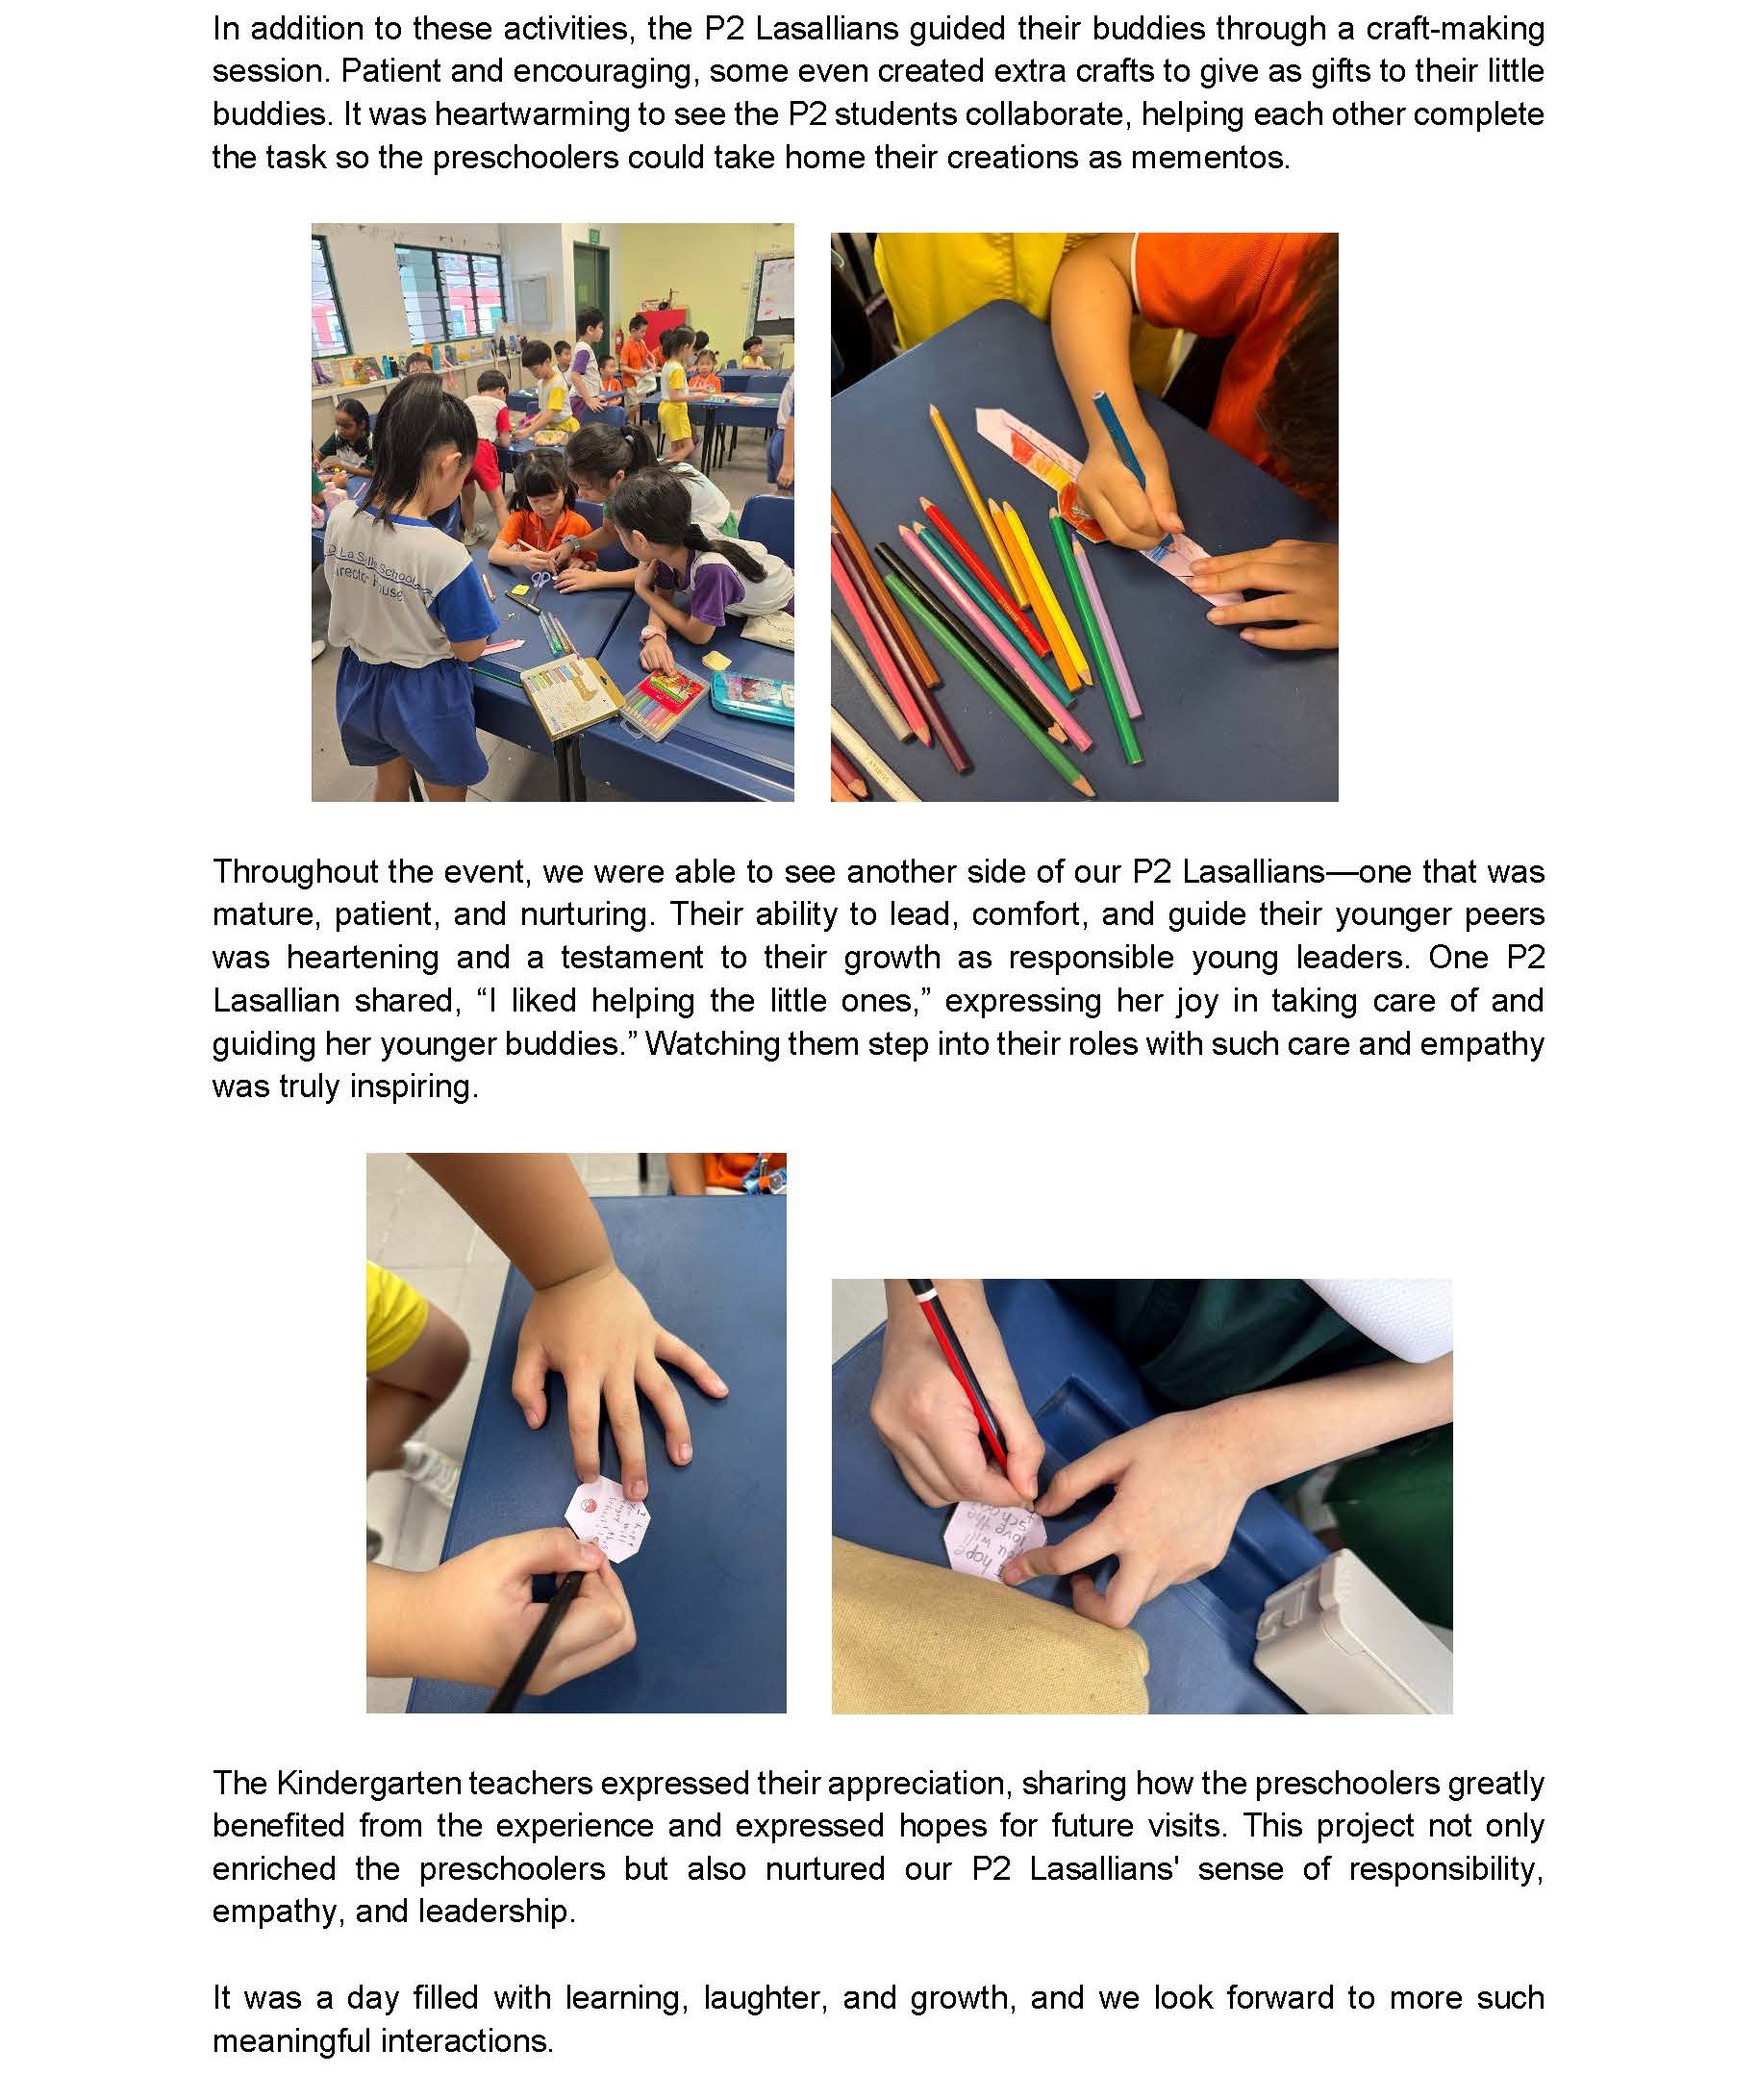 In addition to these activities, the P2 Lasallians guided their buddies through a craft-making
session. Patient and encouraging, some even created extra crafts to give as gifts to their little
buddies. It was heartwarming to see the P2 students collaborate, helping each other complete
the task so the preschoolers could take home their creations as mementos.
La Salle School
House
Throughout the event, we were able to see another side of our P2 Lasallians—one that was
mature, patient, and nurturing. Their ability to lead, comfort, and guide their younger peers
was heartening and a testament to their growth as responsible young leaders. One P2
Lasallian shared, “I liked helping the little ones,” expressing her joy in taking care of and
guiding her younger buddies.” Watching them step into their roles with such care and empathy
was truly inspiring.
I hope
you will
enjoy this
hope
you will
love the
The Kindergarten teachers expressed their appreciation, sharing how the preschoolers greatly
benefited from the experience and expressed hopes for future visits. This project not only
enriched the preschoolers but also nurtured our P2 Lasallians' sense of responsibility,
empathy, and leadership.
It was a day filled with learning, laughter, and growth, and we look forward to more such
meaningful interactions.